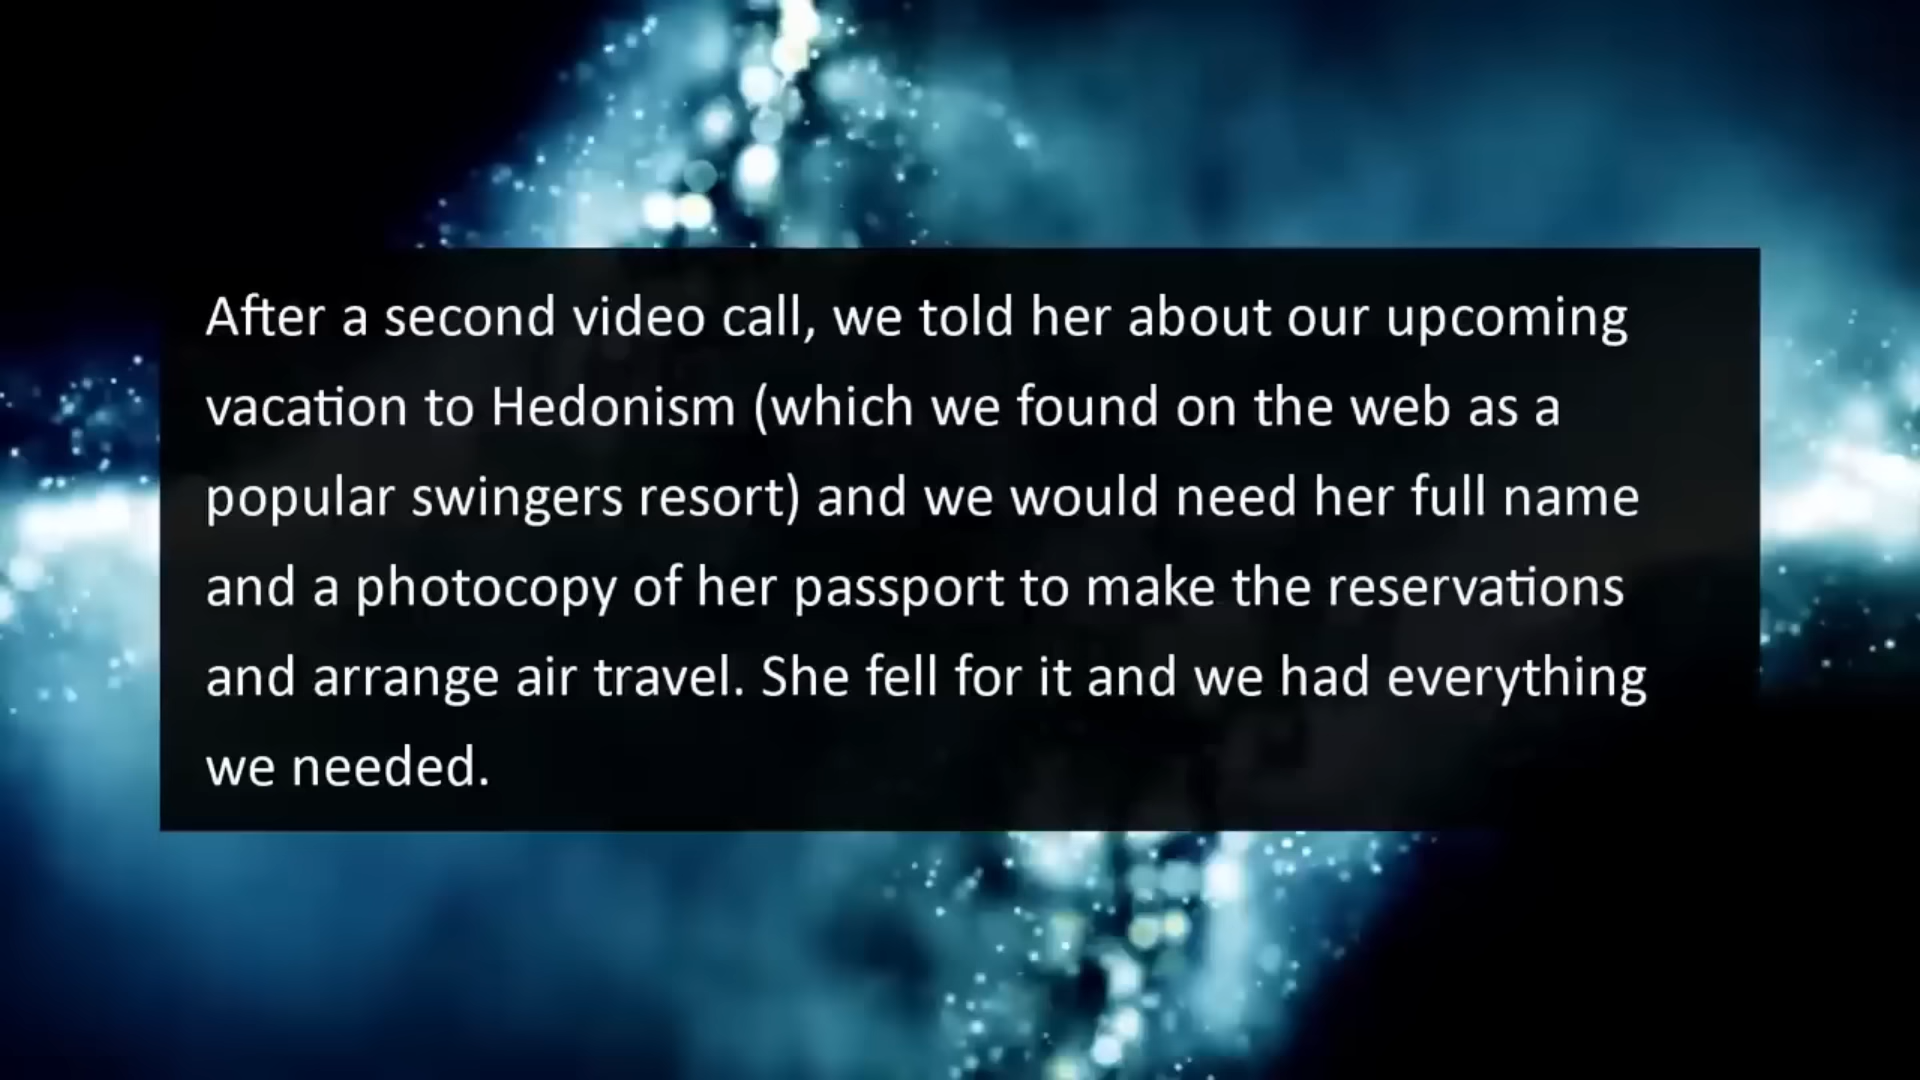 After a second video call, we told her about our upcoming
vacation to Hedonism (which we found on the web as a
popular swingers resort) and we would need her full name
and a photocopy of her passport to make the reservations
and arrange air travel. She fell for it and we had everything
we needed.